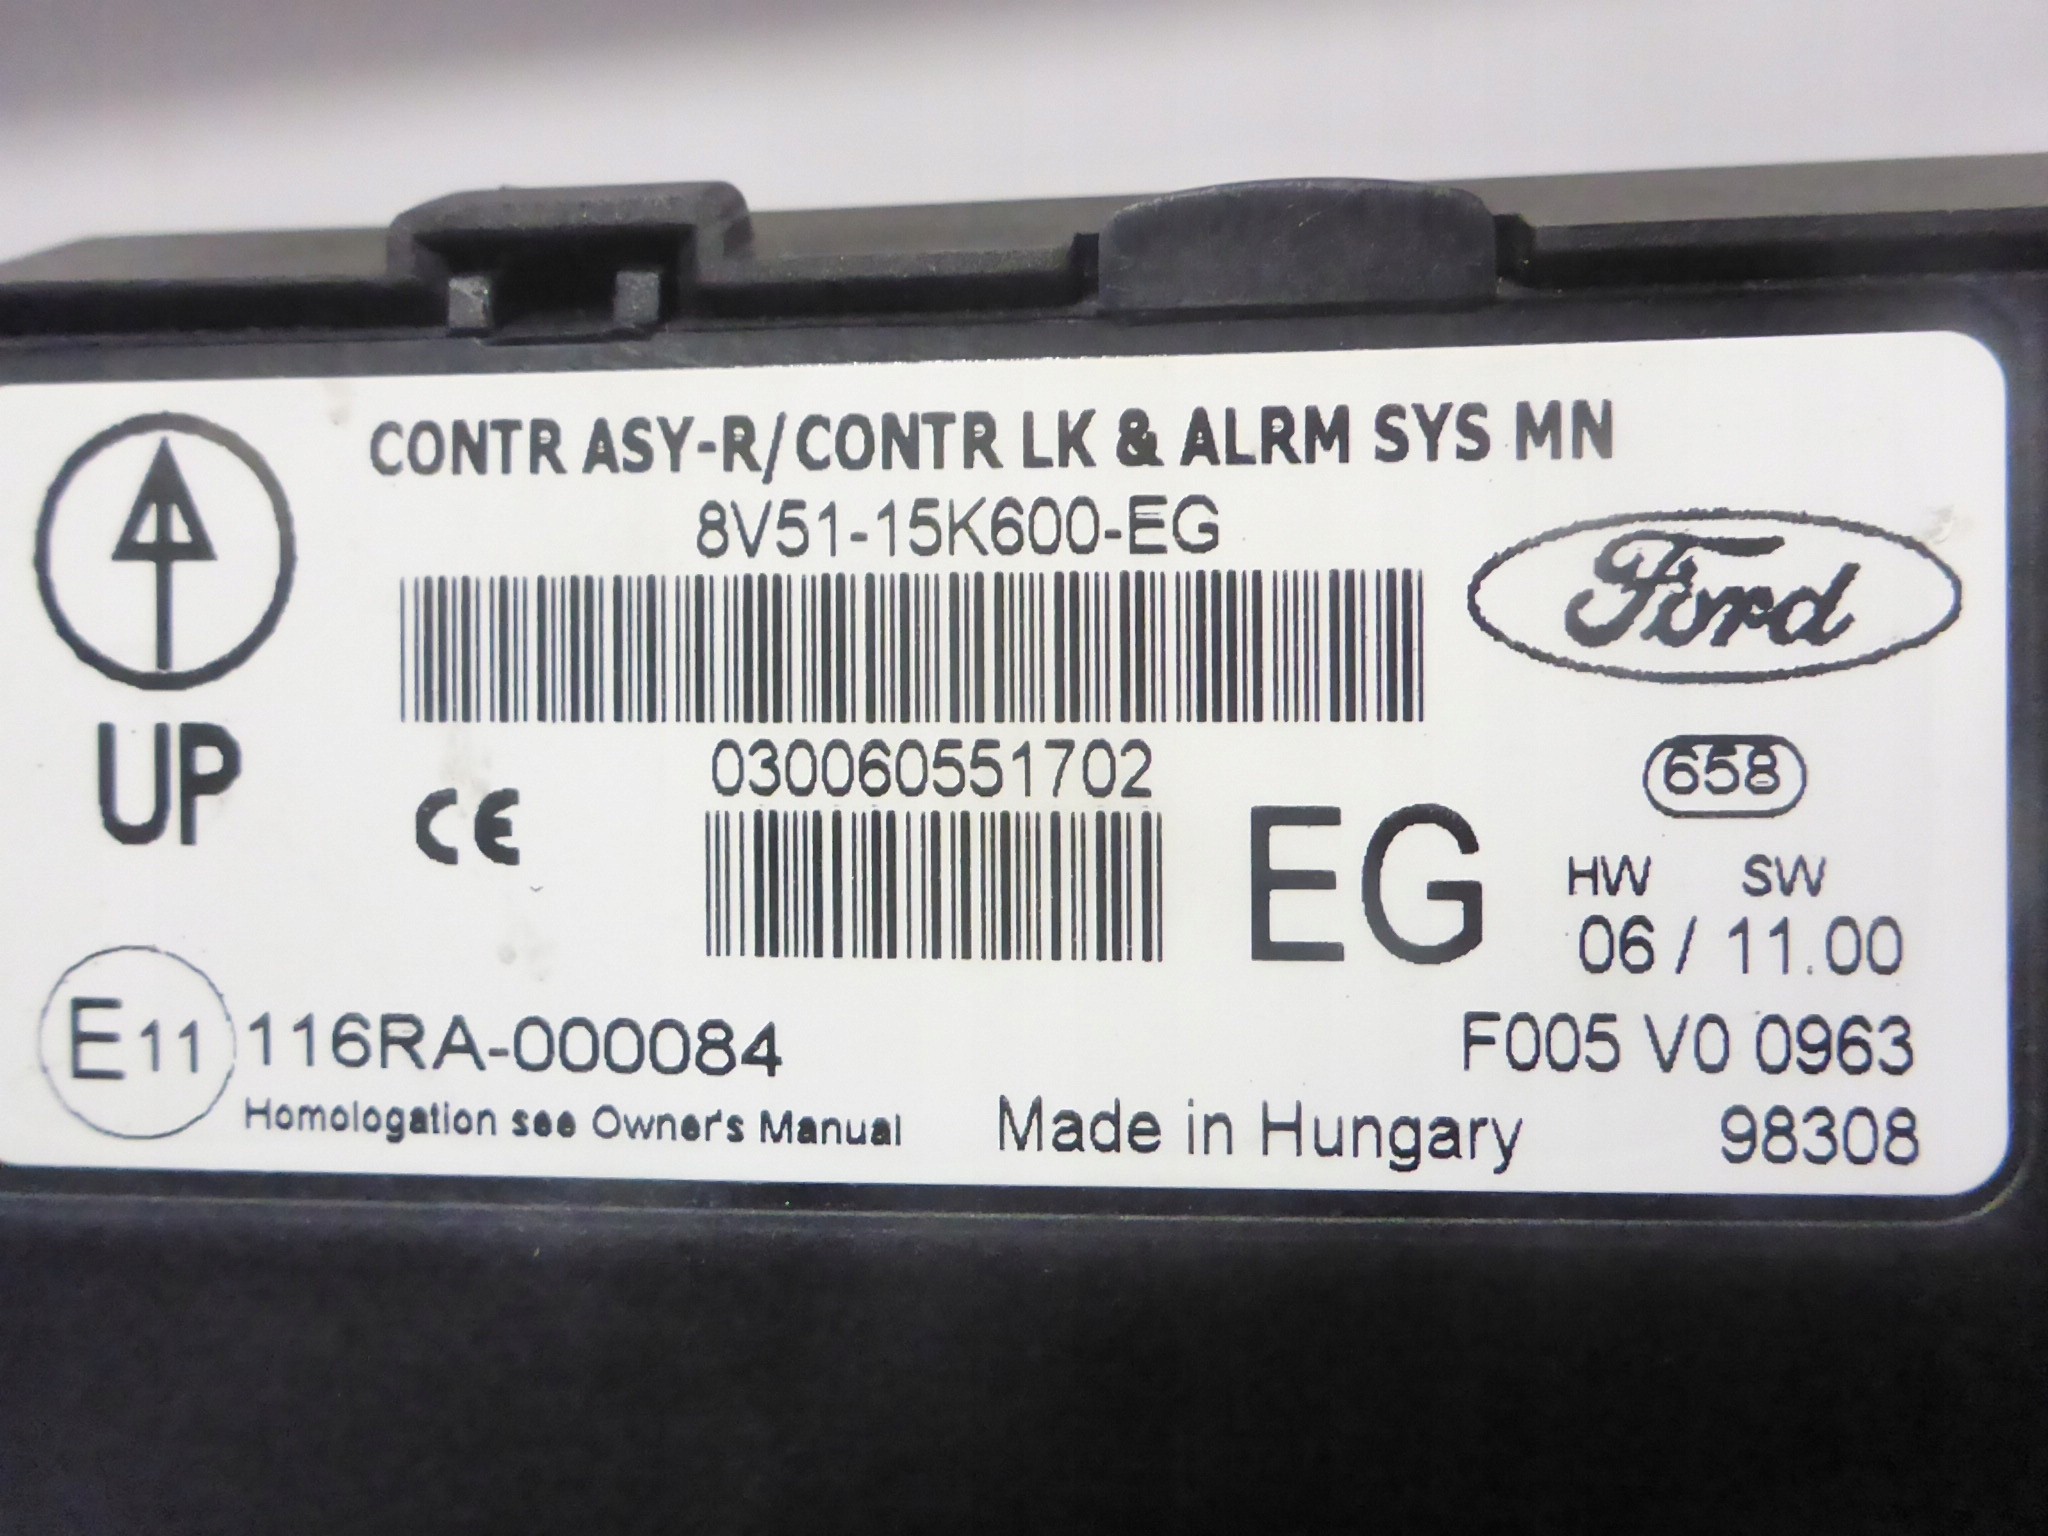 CONTR ASY-R/CONTR LK & ALRM SYS MN
8V51-15K600-EG
Ford
UP
030060551702
CE
EG
658
HW SW
06 / 11.00
E11 116RA-000084
F005 V0 0963
Homologation see Owner's Manual
Made in Hungary
98308